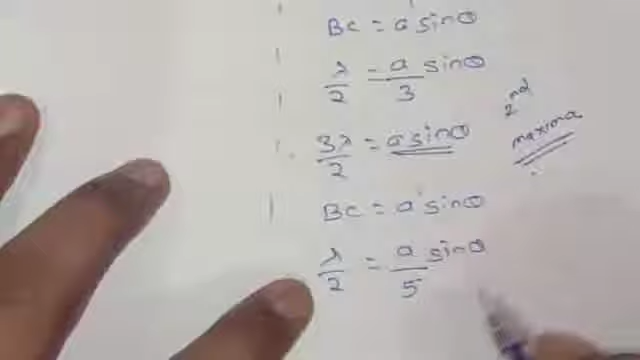 BC = a sinθ
λ/2 = a/3 sinθ
3λ/2 = a sinθ
2nd maxima
BC = a sinθ
λ/2 = a/5 sinθ